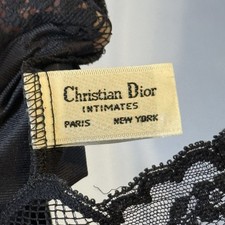 Christian Dior
INTIMATES
PARIS NEW YORK